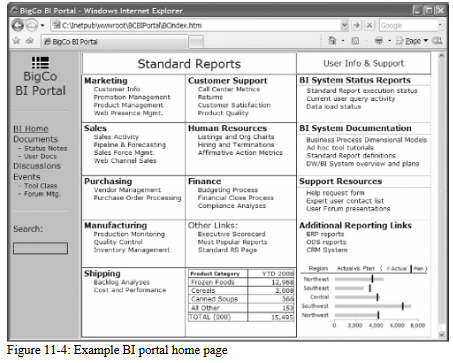 BigCo BI Portal - Windows Internet Explorer
C:\Inetpub\wwwroot\BCBIPortal\BCIndex.htm
Google
BigCo BI Portal
Page
BigCo
BI Portal
BI Home
Documents
- Status Notes
- User Docs
Discussions
Events
- Tool Class
- Forum Mtg.
Search:
Standard Reports
Marketing
Customer Info
Promotion Management
Product Management
Web Presence Mgmt.
Customer Support
Call Center Metrics
Returns
Customer Satisfaction
Product Quality
Sales
Sales Activity
Pipeline & Forecasting
Sales Force Mgmt.
Web Channel Sales
Human Resources
Listings and Org Charts
Hiring and Terminations
Affirmative Action Metrics
Purchasing
Vendor Management
Purchase Order Processing
Finance
Budgeting Process
Financial Close Process
Compliance Analyses
Manufacturing
Production Monitoring
Quality Control
Inventory Management
Other Links:
Executive Scorecard
Most Popular Reports
Standard RS Page
Shipping
Backlog Analyses
Cost and Performance
Product Category YTD 2008
Frozen Foods 12,968
Cereals 2,008
Canned Soups 366
All Other 153
TOTAL (000) 15,495
User Info & Support
BI System Status Reports
Standard Report execution status
Current user query activity
Data load status
BI System Documentation
Business Process Dimensional Models
Ad hoc tool tutorials
Standard Report definitions
DW/BI System overview and plans
Support Resources
Help request form
Expert user contact list
User Forum presentations
Additional Reporting Links
ERP reports
ODS reports
CRM System
Region Actual vs. Plan ( Actual Plan )
Northeast
Southeast
Central
Southwest
Northwest
0 2,000 4,000 6,000 8,000
Figure 11-4: Example BI portal home page